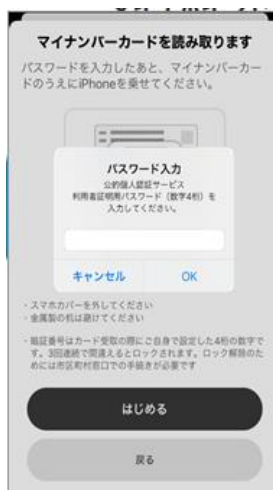 マイナンバーカードを読み取ります
パスワードを入力したあと、マイナンバーカー
ドのうえにiPhoneを乗せてください。
パスワード入力
公的個人認証サービス
利用者証明用パスワード（数字4桁）を
入力してください。
キャンセル
OK
・スマホカバーを外してください
・金属製の机は避けてください
・暗証番号はカード受取の際にご自身で設定した4桁の数字で
す。3回連続で間違えるとロックされます。ロック解除のた
めには市区町村窓口での手続きが必要です
はじめる
戻る